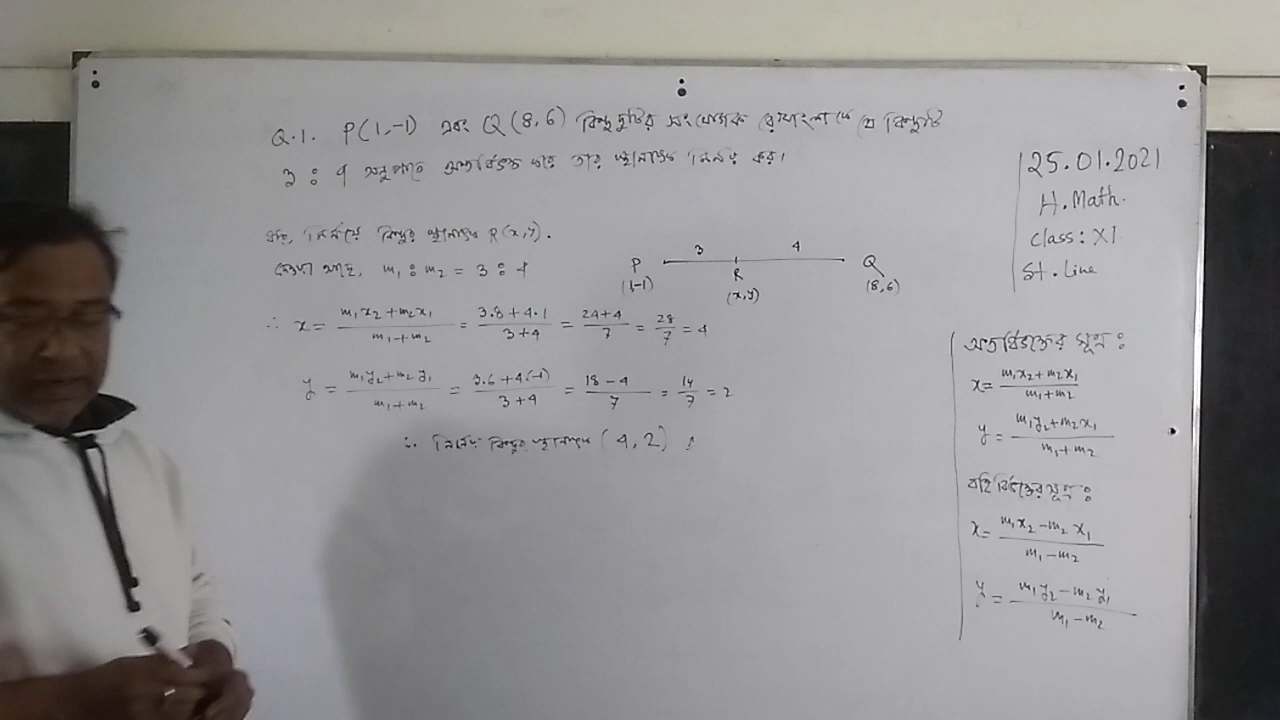 Q.1. P(1,-1) এবং Q(8,6) বিন্দুদুটির সংযোজক রেখাংশকে যে বিন্দুটি
3 : 4 অনুপাতে অন্তর্বিভক্ত করে তার স্থানাঙ্ক নির্ণয় কর।
ধরি, নির্ণেয় বিন্দুর স্থানাঙ্ক R(x,y).
দেওয়া আছে, m₁ : m₂ = 3 : 4
∴ x = (m₁x₂+m₂x₁)/(m₁+m₂) = (3.8+4.1)/(3+4) = (24+4)/7 = 28/7 = 4
y = (m₁y₂+m₂y₁)/(m₁+m₂) = (3.6+4.(-1))/(3+4) = (18-4)/7 = 14/7 = 2
∴ নির্ণেয় বিন্দুর স্থানাঙ্ক (4,2)
3 4
P R Q
(1-1) (x,y) (8,6)
25.01.2021
H.Math.
class: XI
St. Line
অন্তর্বিভক্তের সূত্র :
x = (m₁x₂+m₂x₁)/(m₁+m₂)
y = (m₁y₂+m₂x₁)/(m₁+m₂)
বহির্বিভক্তের সূত্র :
x = (m₁x₂-m₂x₁)/(m₁-m₂)
y = (m₁y₂-m₂y₁)/(m₁-m₂)